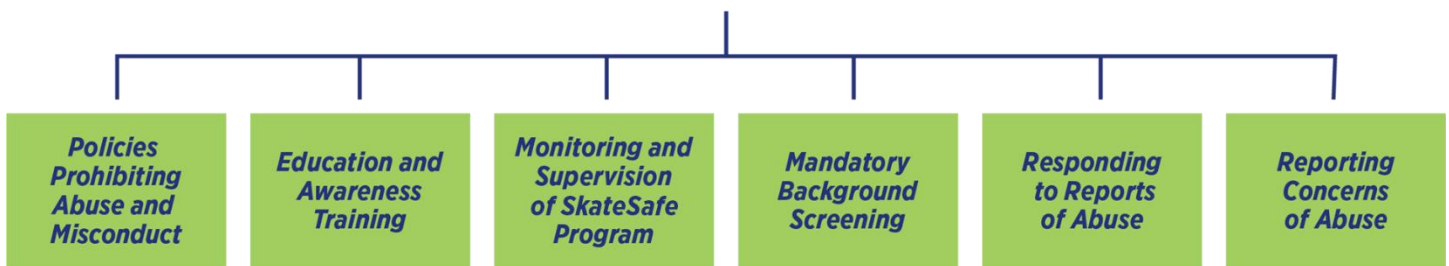 Policies
Prohibiting
Abuse and
Misconduct
Education and
Awareness
Training
Monitoring and
Supervision
of SkateSafe
Program
Mandatory
Background
Screening
Responding
to Reports
of Abuse
Reporting
Concerns
of Abuse